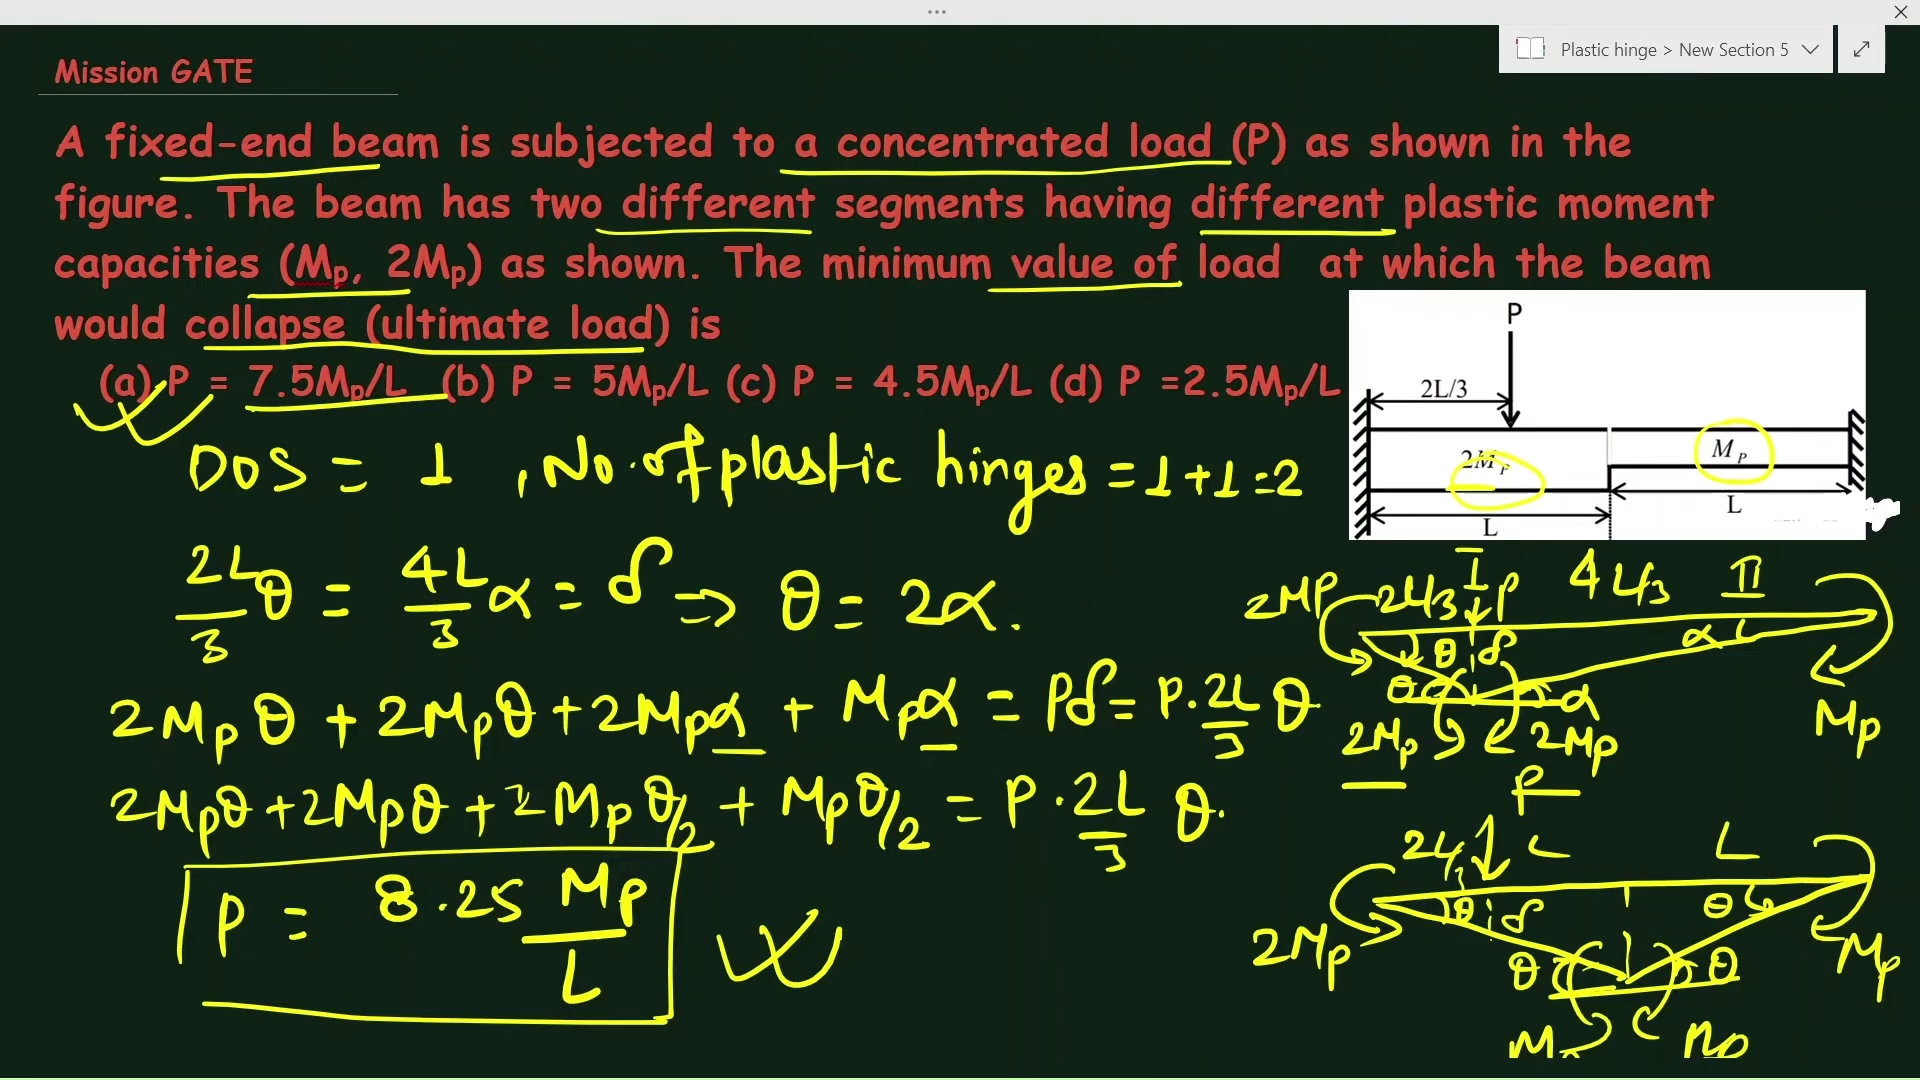 Plastic hinge > New Section 5
Mission GATE
A fixed-end beam is subjected to a concentrated load (P) as shown in the
figure. The beam has two different segments having different plastic moment
capacities (Mp, 2Mp) as shown. The minimum value of load at which the beam
would collapse (ultimate load) is
(a) P = 7.5Mp/L (b) P = 5Mp/L (c) P = 4.5Mp/L (d) P =2.5Mp/L
P
2L/3
2Mp
Mp
L
L
DOS = 1 , No. of plastic hinges = 1+1=2
2L/3 θ = 4L/3 α = δ => θ = 2α.
2Mpθ + 2Mpθ + 2Mpα + Mpα = Pδ = P.2L/3 θ
2Mpθ + 2Mpθ + 2Mpθ/2 + Mpθ/2 = P.2L/3 θ.
P = 8.25 Mp/L
I II
2Mp 2L/3 P 4L/3
θ δ α
θ α
2Mp 2Mp Mp
P
2L/3 L L
θ δ θ
2Mp θ θ Mp
Mp